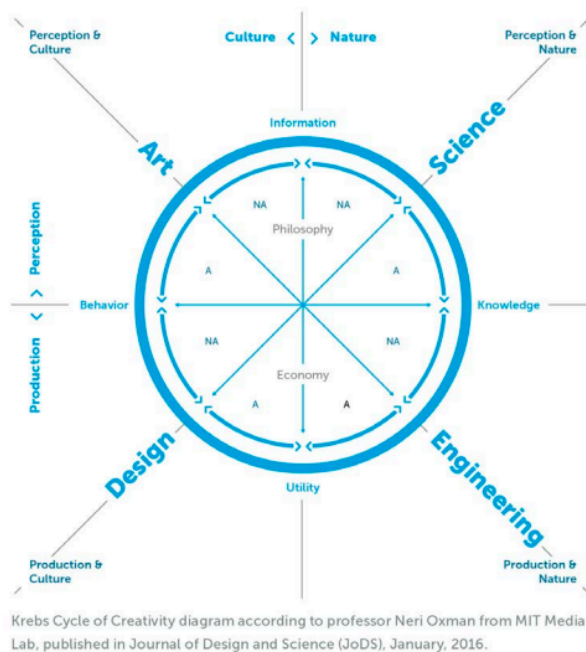 Perception &
Culture
Culture < > Nature
Perception &
Nature
Information
Art
Science
NA
NA
Philosophy
A
A
Perception
Behavior
Knowledge
Production
NA
NA
Economy
A
A
Design
Engineering
Utility
Production &
Culture
Production &
Nature
Krebs Cycle of Creativity diagram according to professor Neri Oxman from MIT Media
Lab, published in Journal of Design and Science (JoDS), January, 2016.